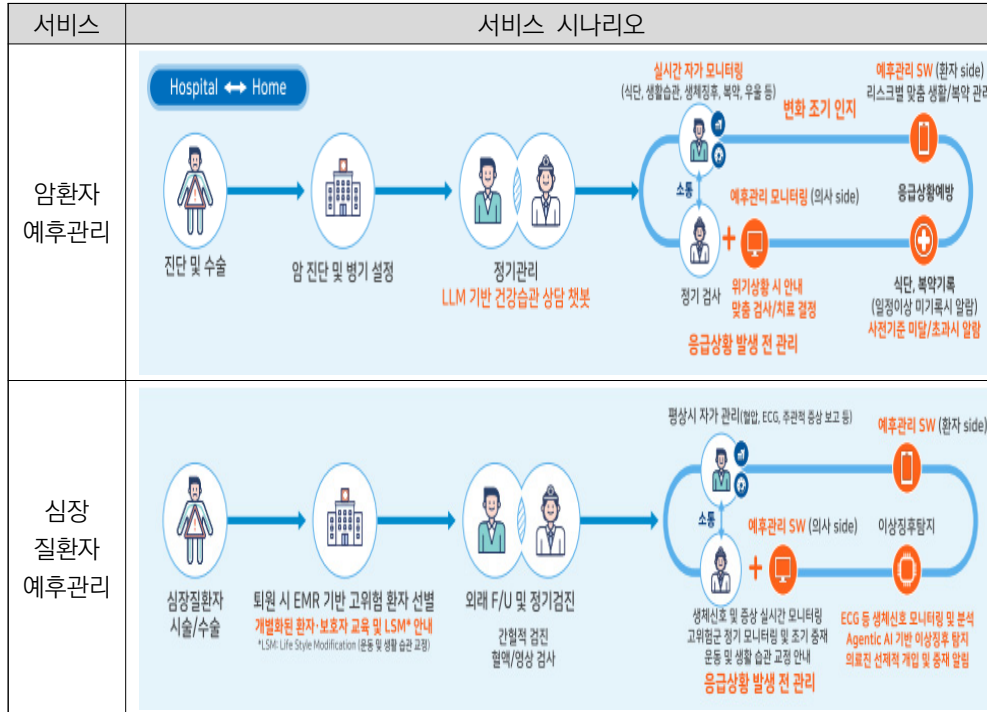 서비스
서비스 시나리오
암환자
예후관리
Hospital ↔ Home
진단 및 수술
암 진단 및 병기 설정
정기관리
LLM 기반 건강습관 상담 챗봇
실시간 자가 모니터링
(식단, 생활습관, 생체징후, 복약, 우울 등)
변화 조기 인지
예후관리 SW (환자 side)
리스크별 맞춤 생활/복약 관리
소통
예후관리 모니터링 (의사 side)
응급상황예방
+
정기 검사
위기상황 시 안내
맞춤 검사/치료 결정
응급상황 발생 전 관리
식단, 복약기록
(일정이상 미기록시 알람)
사전기준 미달/초과시 알람
심장
질환자
예후관리
심장질환자
시술/수술
퇴원 시 EMR 기반 고위험 환자 선별
개별화된 환자·보호자 교육 및 LSM* 안내
*LSM: Life Style Modification (운동 및 생활 습관 교정)
외래 F/U 및 정기검진
간헐적 검진
혈액/영상 검사
평상시 자가 관리(혈압, ECG, 주관적 증상 보고 등)
예후관리 SW (환자 side)
소통
예후관리 SW (의사 side)
이상징후탐지
+
생체신호 및 증상 실시간 모니터링
고위험군 정기 모니터링 및 조기 중재
운동 및 생활 습관 교정 안내
응급상황 발생 전 관리
ECG 등 생체신호 모니터링 및 분석
Agentic AI 기반 이상징후 탐지
의료진 선제적 개입 및 중재 알림